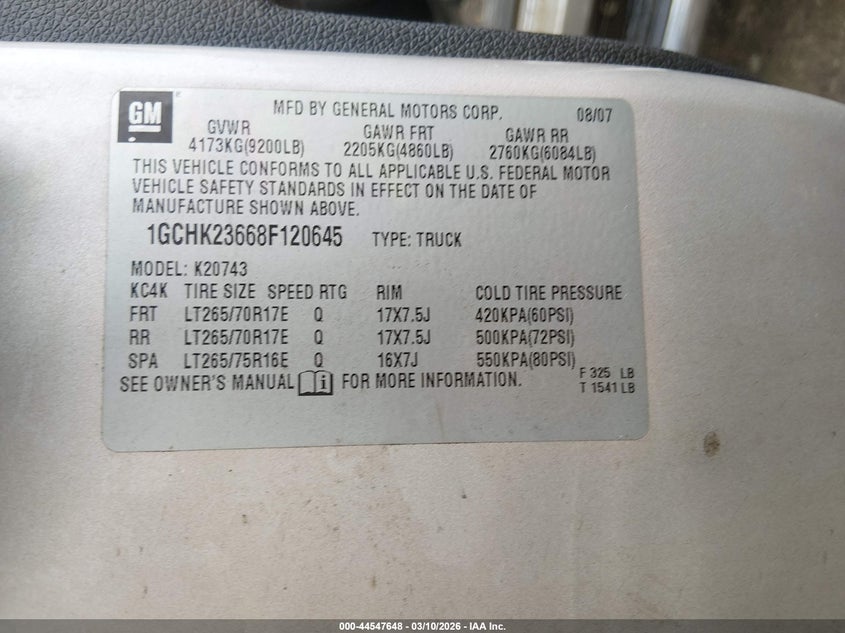 GM
MFD BY GENERAL MOTORS CORP. 08/07
GVWR GAWR FRT GAWR RR
4173KG(9200LB) 2205KG(4860LB) 2760KG(6084LB)
THIS VEHICLE CONFORMS TO ALL APPLICABLE U.S. FEDERAL MOTOR
VEHICLE SAFETY STANDARDS IN EFFECT ON THE DATE OF
MANUFACTURE SHOWN ABOVE.
1GCHK23668F120645 TYPE: TRUCK
MODEL: K20743
KC4K TIRE SIZE SPEED RTG RIM COLD TIRE PRESSURE
FRT LT265/70R17E Q 17X7.5J 420KPA(60PSI)
RR LT265/70R17E Q 17X7.5J 500KPA(72PSI)
SPA LT265/75R16E Q 16X7J 550KPA(80PSI)
SEE OWNER'S MANUAL i FOR MORE INFORMATION. F 325 LB
T 1541 LB
000-44547648 - 03/10/2026 - IAA Inc.